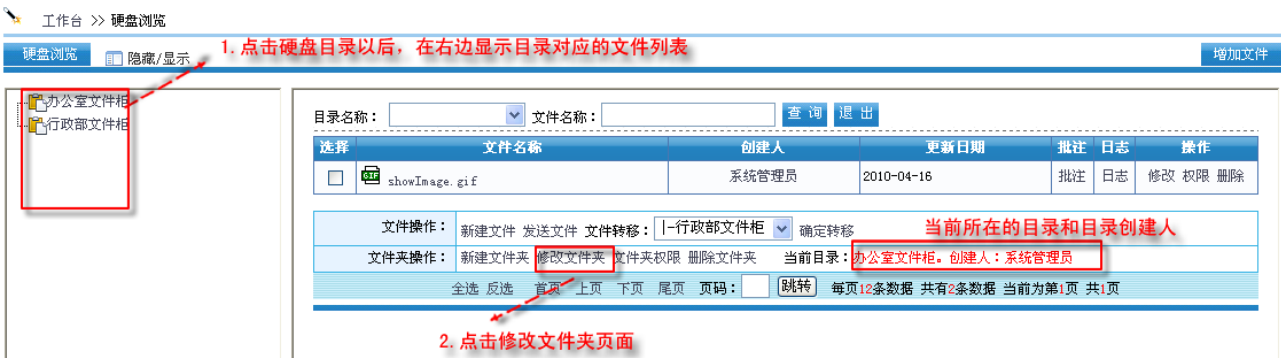 工作台 >> 硬盘浏览
硬盘浏览 隐藏/显示 1. 点击硬盘目录以后，在右边显示目录对应的文件列表 增加文件
办公室文件柜
行政部文件柜
目录名称： 文件名称： 查 询 退 出
选择 文件名称 创建人 更新日期 批注 日志 操作
GIF showImage.gif 系统管理员 2010-04-16 批注 日志 修改 权限 删除
文件操作： 新建文件 发送文件 文件转移： |-行政部文件柜 确定转移 当前所在的目录和目录创建人
文件夹操作： 新建文件夹 修改文件夹 文件夹权限 删除文件夹 当前目录：办公室文件柜。创建人：系统管理员
全选 反选 首页 上页 下页 尾页 页码： 跳转 每页12条数据 共有2条数据 当前为第1页 共1页
2. 点击修改文件夹页面